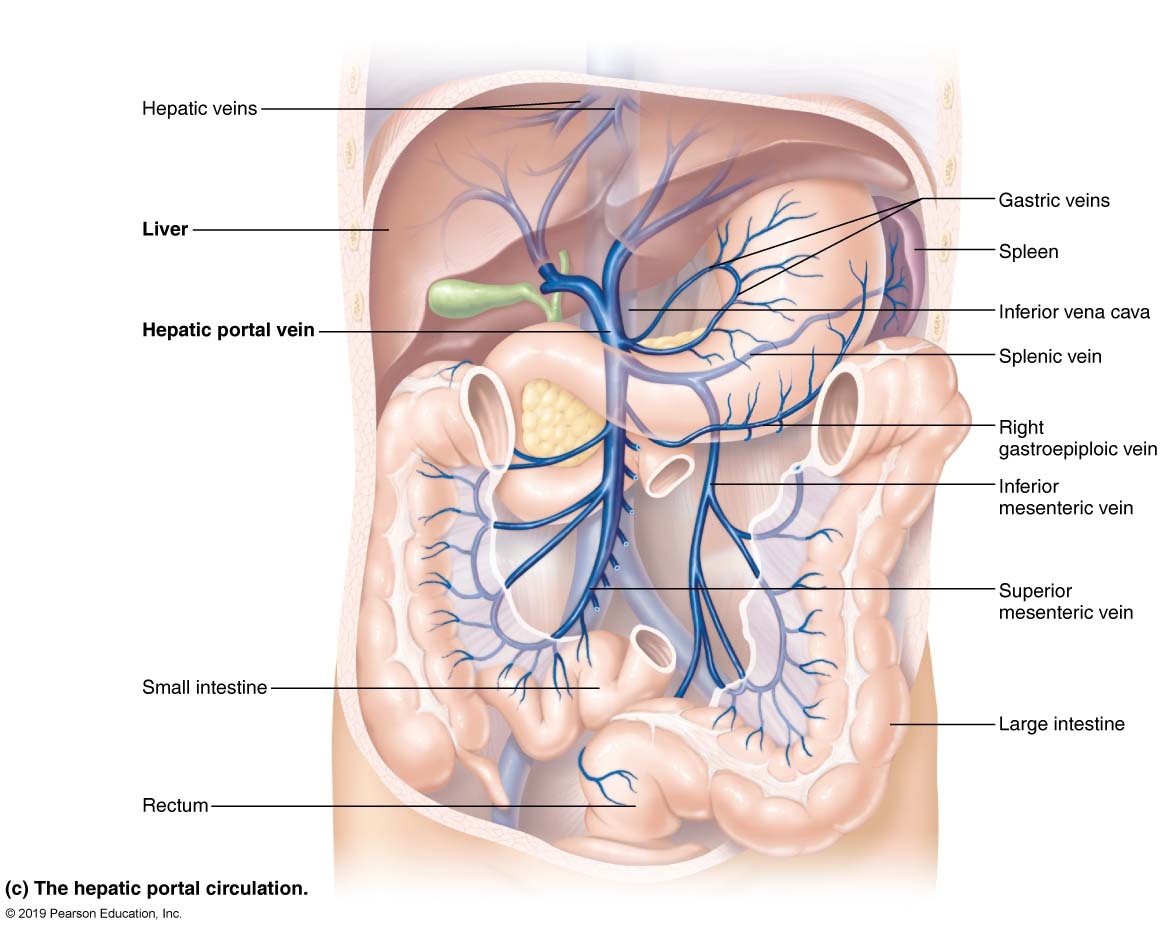 Hepatic veins
Liver
Hepatic portal vein
Small intestine
Rectum
Gastric veins
Spleen
Inferior vena cava
Splenic vein
Right
gastroepiploic vein
Inferior
mesenteric vein
Superior
mesenteric vein
Large intestine
(c) The hepatic portal circulation.
© 2019 Pearson Education, Inc.